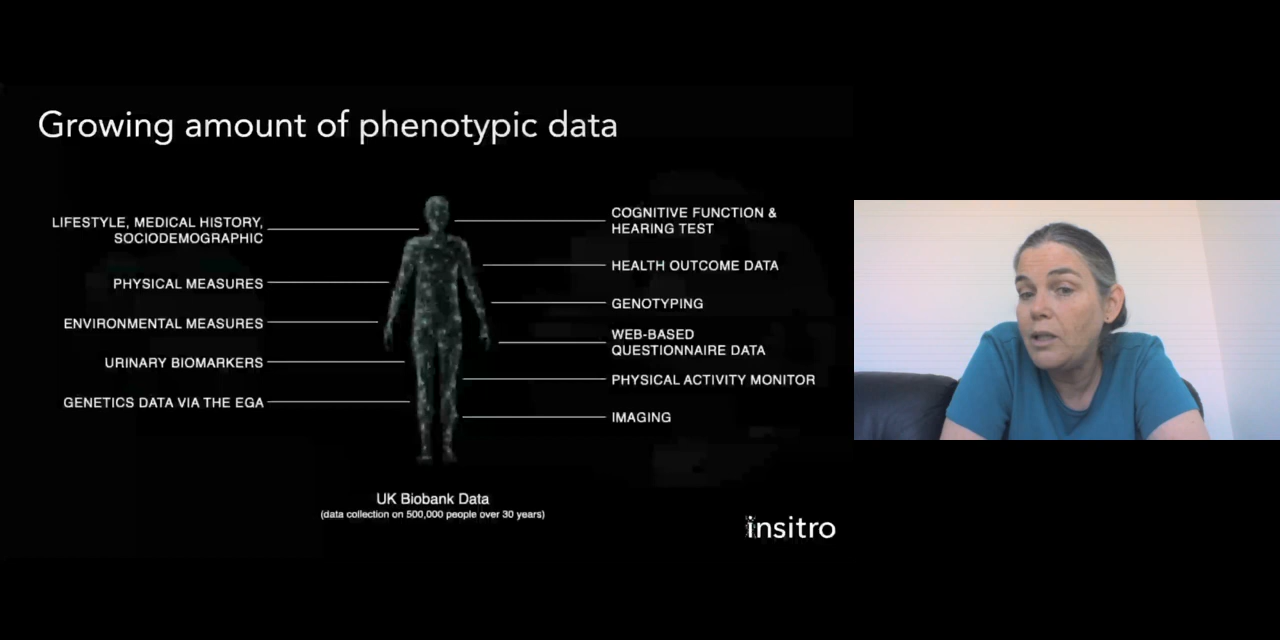 Growing amount of phenotypic data
LIFESTYLE, MEDICAL HISTORY,
SOCIODEMOGRAPHIC
PHYSICAL MEASURES
ENVIRONMENTAL MEASURES
URINARY BIOMARKERS
GENETICS DATA VIA THE EGA
COGNITIVE FUNCTION &
HEARING TEST
HEALTH OUTCOME DATA
GENOTYPING
WEB-BASED
QUESTIONNAIRE DATA
PHYSICAL ACTIVITY MONITOR
IMAGING
UK Biobank Data
(data collection on 500,000 people over 30 years)
insitro